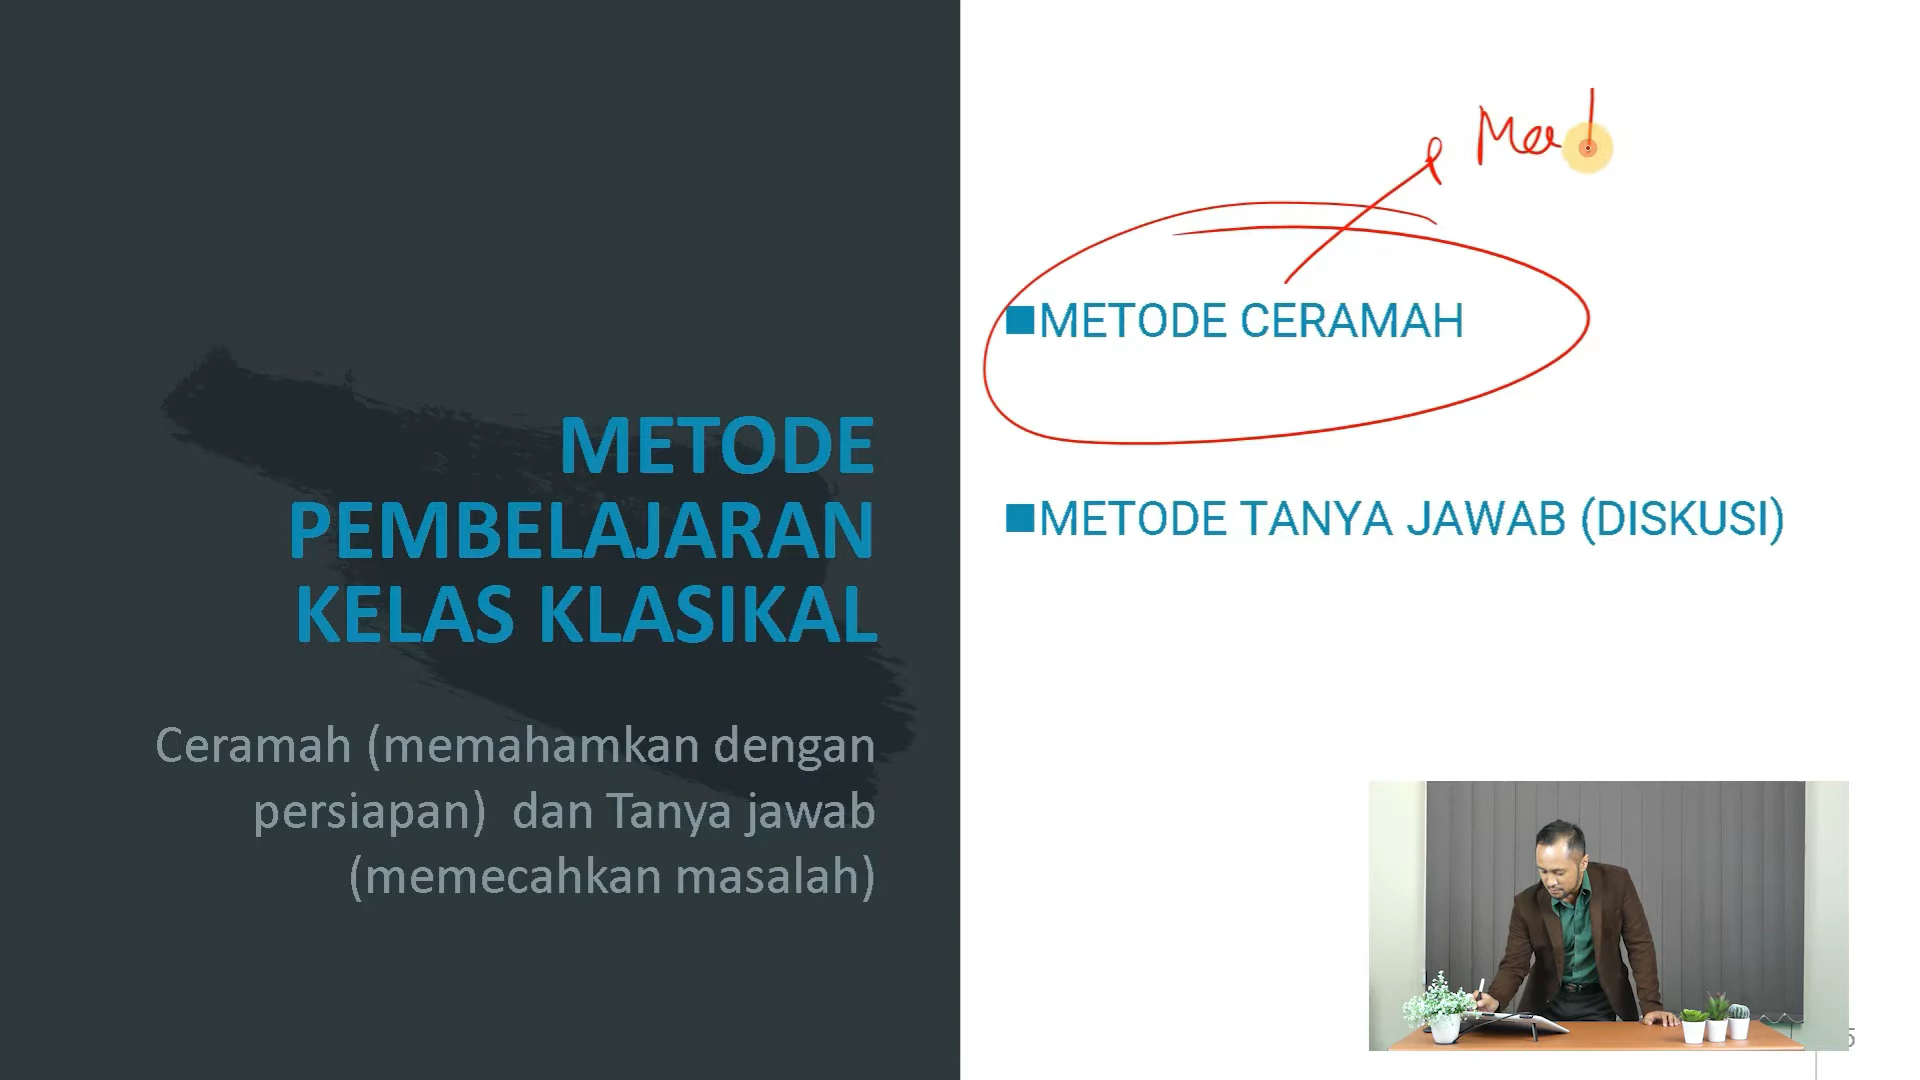 METODE
PEMBELAJARAN
KELAS KLASIKAL
Ceramah (memahamkan dengan
persiapan) dan Tanya jawab
(memecahkan masalah)
■METODE CERAMAH
■METODE TANYA JAWAB (DISKUSI)